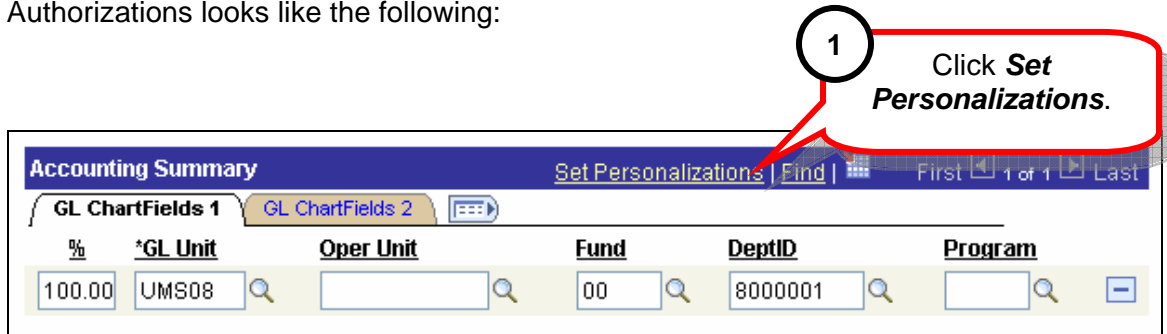 Authorizations looks like the following:
1
Click Set
Personalizations.
Accounting Summary Set Personalizations | Find | First 1 of 1 Last
GL ChartFields 1 GL ChartFields 2
% *GL Unit Oper Unit Fund DeptID Program
100.00 UMS08 00 8000001